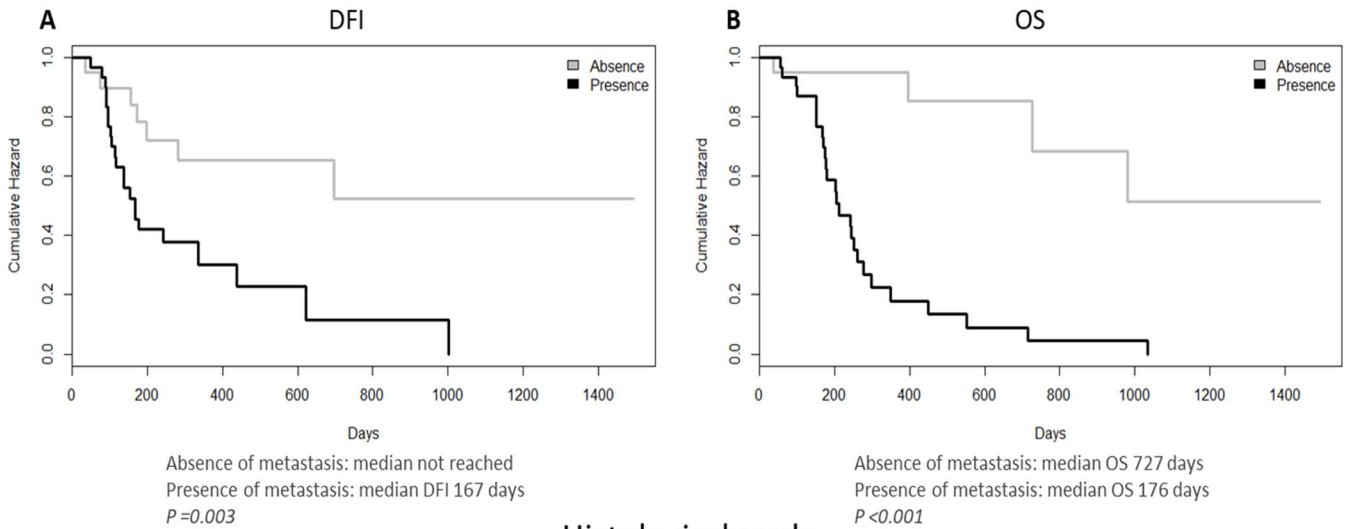 A
DFI
Cumulative Hazard
1.0
0.8
0.6
0.4
0.2
0.0
Absence
Presence
0 200 400 600 800 1000 1200 1400
Days
Absence of metastasis: median not reached
Presence of metastasis: median DFI 167 days
P =0.003
B
OS
Cumulative Hazard
1.0
0.8
0.6
0.4
0.2
0.0
Absence
Presence
0 200 400 600 800 1000 1200 1400
Days
Absence of metastasis: median OS 727 days
Presence of metastasis: median OS 176 days
P <0.001